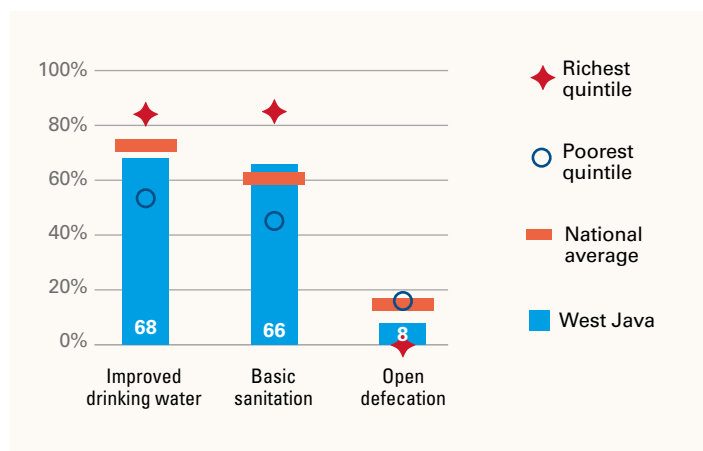 100%
80%
60%
40%
20%
0%
68
66
8
Improved
drinking water
Basic
sanitation
Open
defecation
Richest
quintile
Poorest
quintile
National
average
West Java